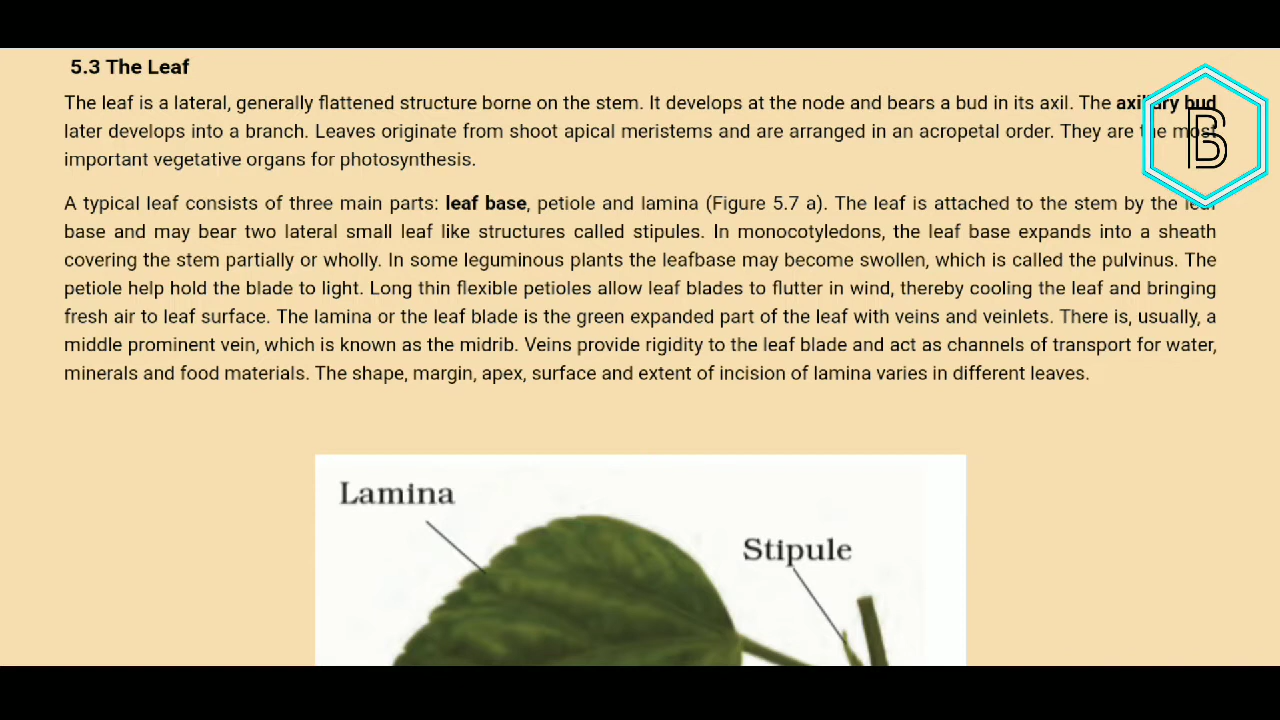 5.3 The Leaf
The leaf is a lateral, generally flattened structure borne on the stem. It develops at the node and bears a bud in its axil. The axillary bud
later develops into a branch. Leaves originate from shoot apical meristems and are arranged in an acropetal order. They are the most
important vegetative organs for photosynthesis.
A typical leaf consists of three main parts: leaf base, petiole and lamina (Figure 5.7 a). The leaf is attached to the stem by the leaf
base and may bear two lateral small leaf like structures called stipules. In monocotyledons, the leaf base expands into a sheath
covering the stem partially or wholly. In some leguminous plants the leafbase may become swollen, which is called the pulvinus. The
petiole help hold the blade to light. Long thin flexible petioles allow leaf blades to flutter in wind, thereby cooling the leaf and bringing
fresh air to leaf surface. The lamina or the leaf blade is the green expanded part of the leaf with veins and veinlets. There is, usually, a
middle prominent vein, which is known as the midrib. Veins provide rigidity to the leaf blade and act as channels of transport for water,
minerals and food materials. The shape, margin, apex, surface and extent of incision of lamina varies in different leaves.
Lamina
Stipule
B